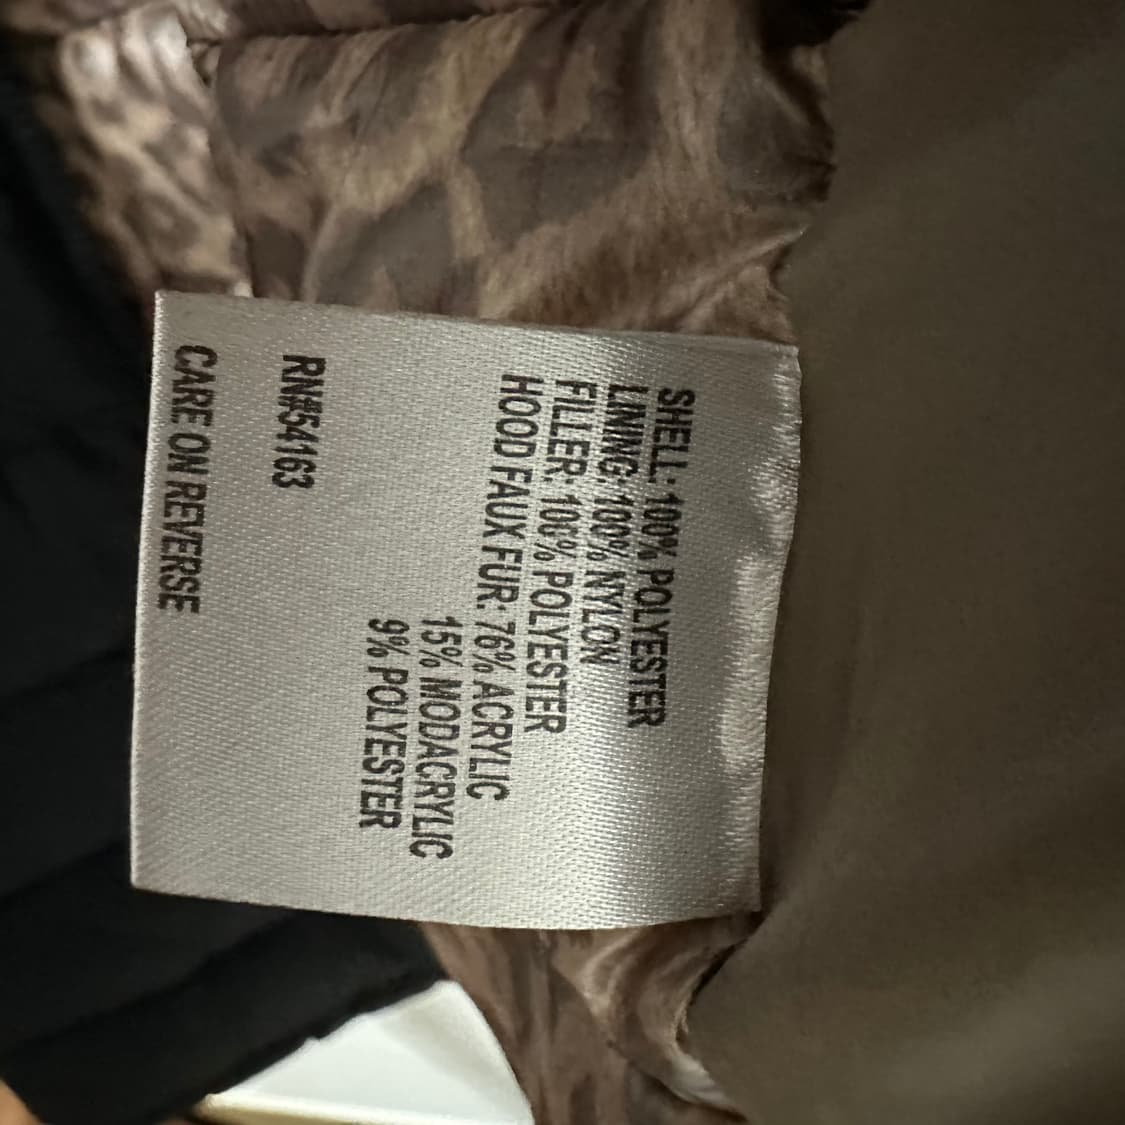 SHELL: 100% POLYESTER
LINING: 100% NYLON
FILLER: 100% POLYESTER
HOOD FAUX FUR: 76% ACRYLIC
15% MODACRYLIC
9% POLYESTER
RN#54163
CARE ON REVERSE